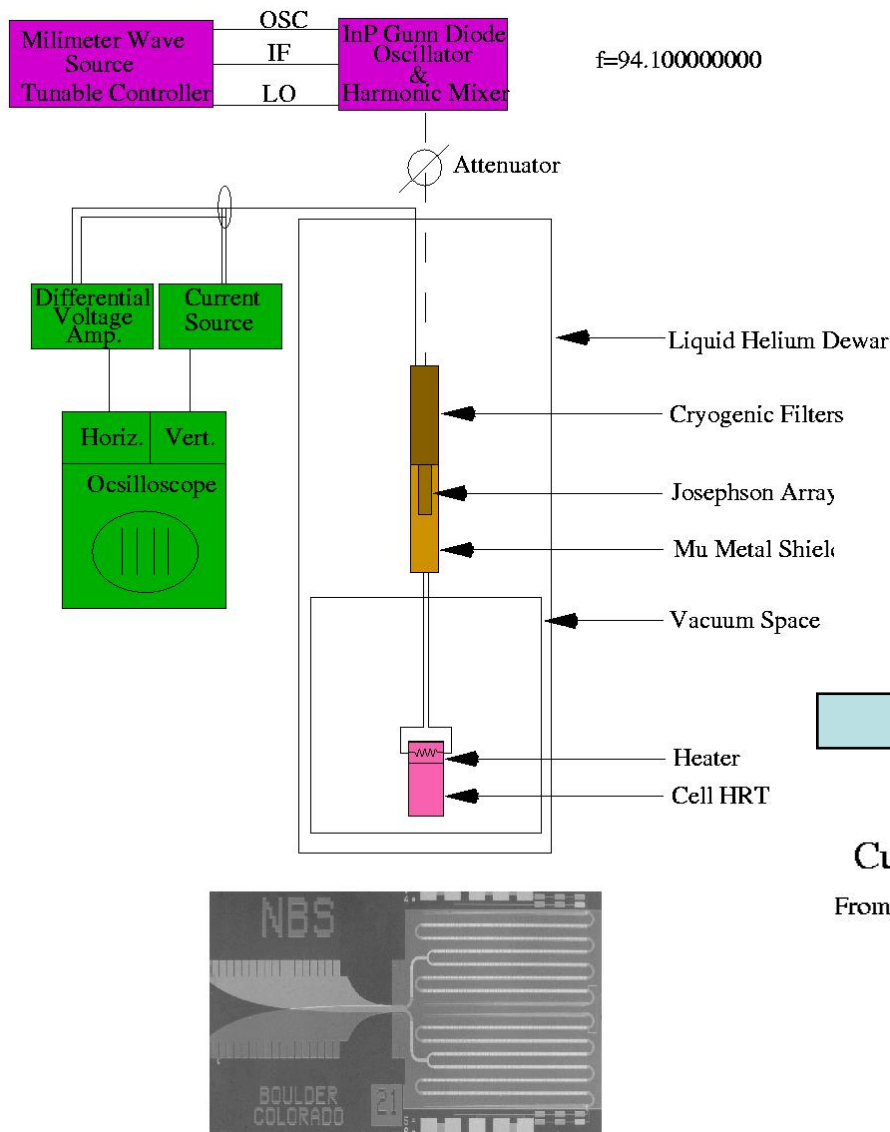 Milimeter Wave
Source
Tunable Controller
OSC
IF
LO
InP Gunn Diode
Oscillator
&
Harmonic Mixer
f=94.100000000
Attenuator
Differential
Voltage
Amp.
Current
Source
Horiz.
Vert.
Ocsilloscope
Liquid Helium Dewar
Cryogenic Filters
Josephson Array
Mu Metal Shield
Vacuum Space
Heater
Cell HRT
Cu
From
NBS
BOULDER
COLORADO
21